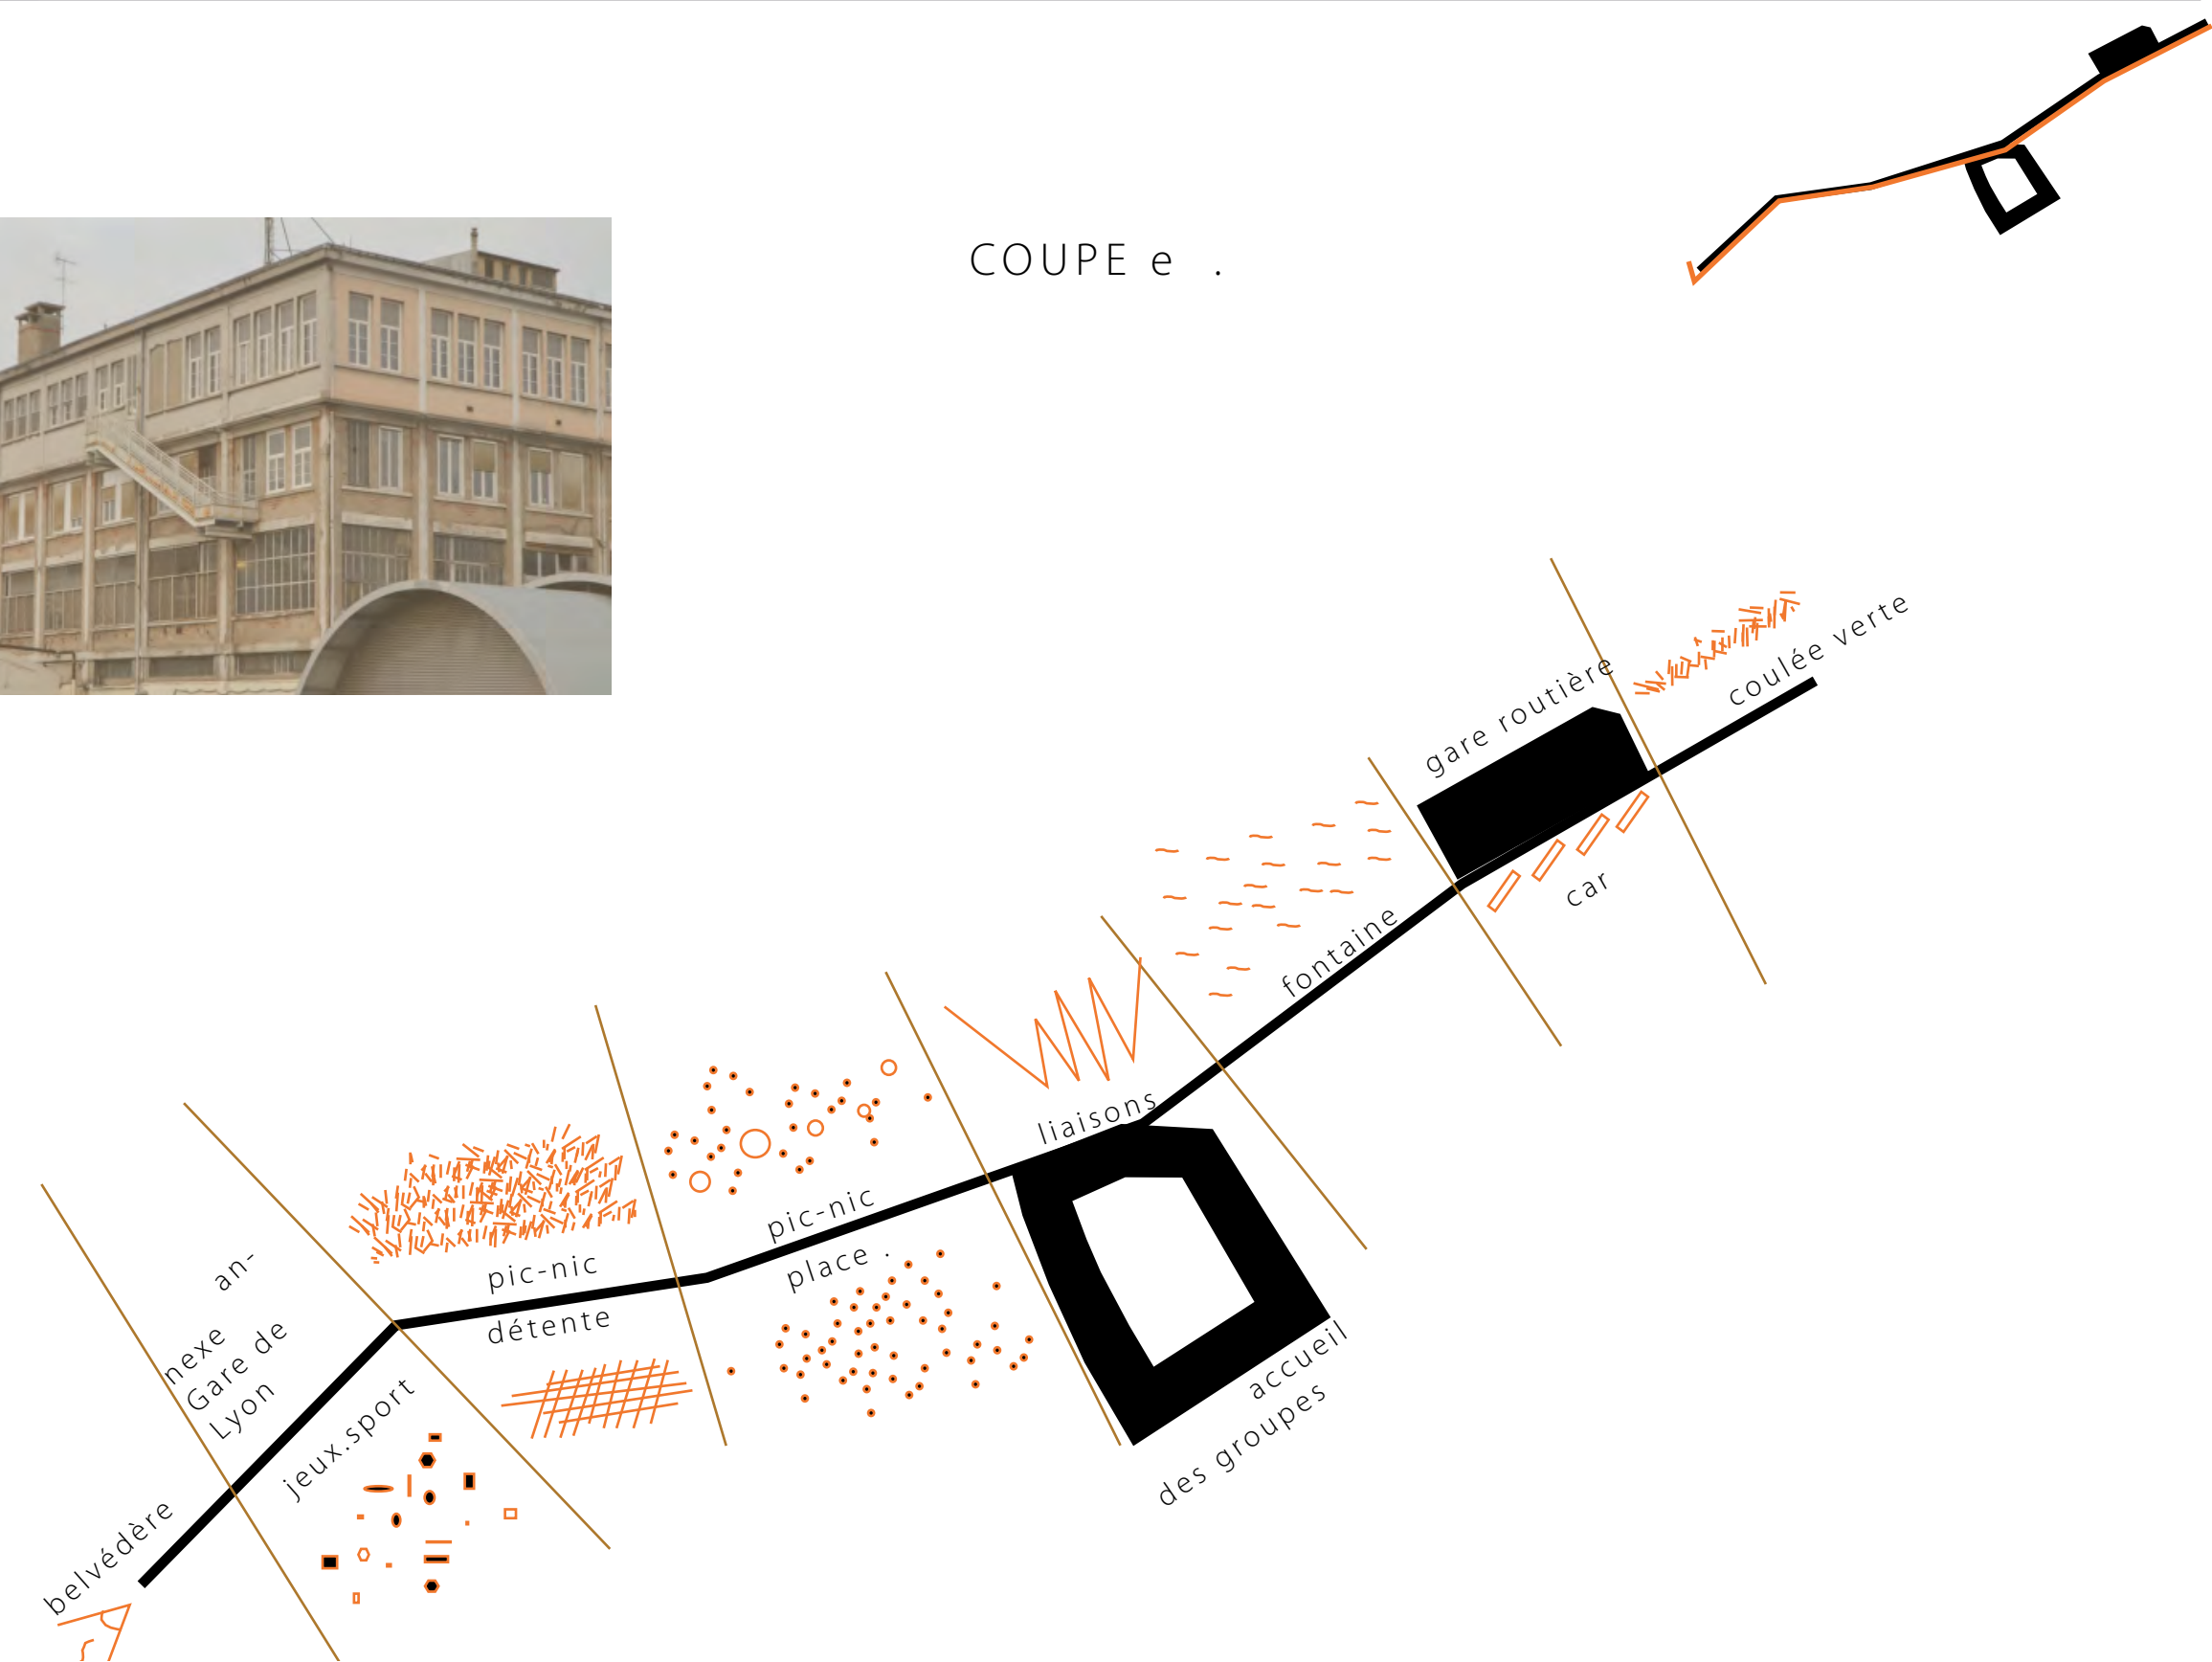 COUPE e .
coulée verte
gare routière
car
fontaine
liaisons
pic-nic
place .
accueil
des groupes
pic-nic
détente
an-
nexe
Gare de
Lyon
jeux.sport
belvédère